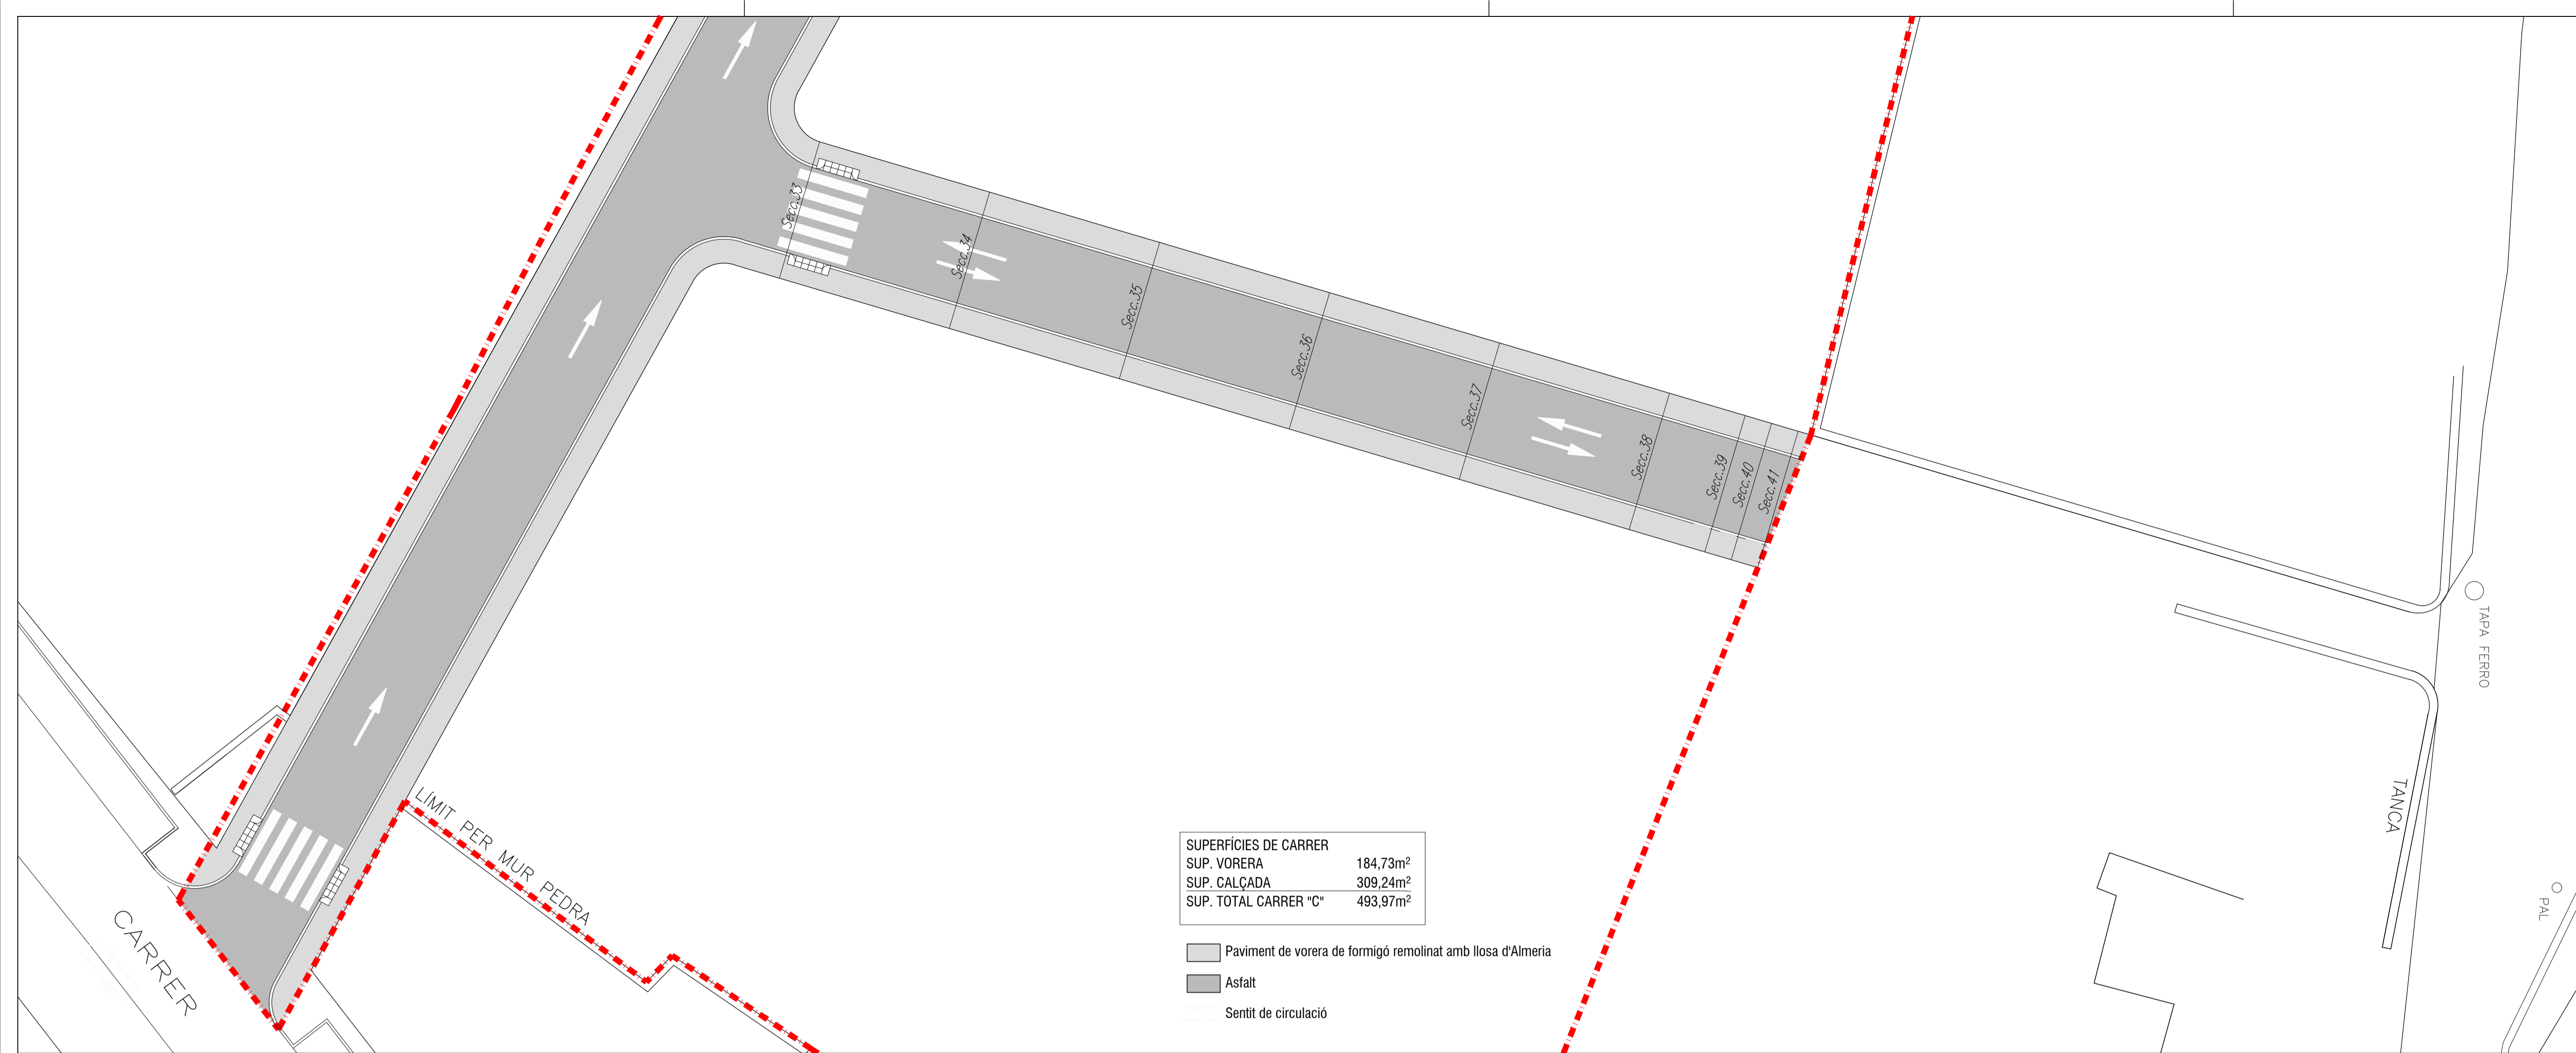 Secc.33
Secc.34
Secc.35
Secc.36
Secc.37
Secc.38
Secc.39
Secc.40
Secc.41
TAPA FERRO
TANCA
PAL
LÍMIT PER MUR PEDRA
CARRER
SUPERFÍCIES DE CARRER
SUP. VORERA 184,73m²
SUP. CALÇADA 309,24m²
SUP. TOTAL CARRER "C" 493,97m²
Paviment de vorera de formigó remolinat amb llosa d'Almeria
Asfalt
Sentit de circulació